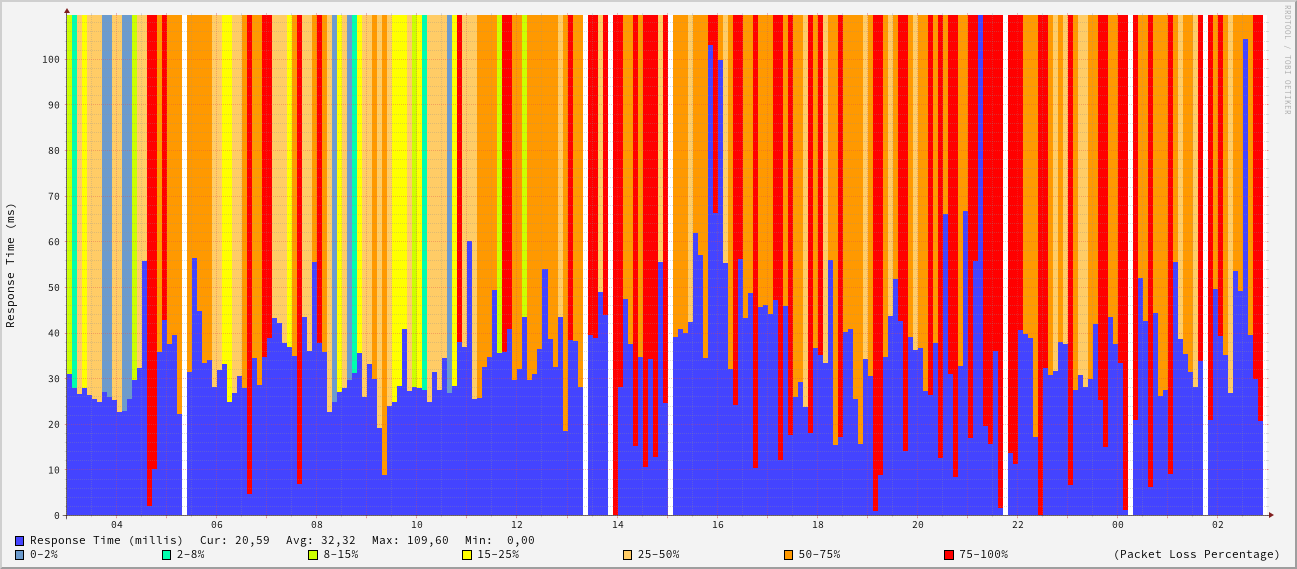 RRDTOOL / TOBI OETIKER
Response Time (ms)
100
90
80
70
60
50
40
30
20
10
0
04 06 08 10 12 14 16 18 20 22 00 02
Response Time (millis) Cur: 20,59 Avg: 32,32 Max: 109,60 Min: 0,00
0-2% 2-8% 8-15% 15-25% 25-50% 50-75% 75-100% (Packet Loss Percentage)